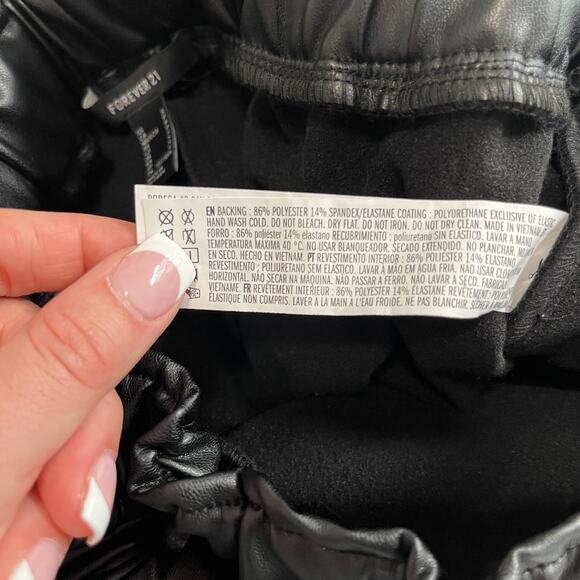 FOREVER 21
EN BACKING : 86% POLYESTER 14% SPANDEX/ELASTANE COATING : POLYURETHANE EXCLUSIVE OF ELASTIC
HAND WASH COLD. DO NOT BLEACH. DRY FLAT. DO NOT IRON. DO NOT DRY CLEAN. MADE IN VIETNAM
FORRO : 86% poliéster 14% elastano RECUBRIMIENTO : poliuretano SIN ELÁSTICO. LAVAR A MANO
TEMPERATURA MÁXIMA 40 °C. NO USAR BLANQUEADOR. SECADO EXTENDIDO. NO PLANCHAR.
EN SECO. HECHO EN VIETNAM PT REVESTIMENTO INTERIOR : 86% POLIÉSTER 14% ELASTANO
REVESTIMENTO : POLIURETANO SEM ELÁSTICO. LAVAR À MÃO EM ÁGUA FRIA. NÃO USAR
HORIZONTAL. NÃO SECAR NA MÁQUINA. NÃO PASSAR A FERRO.
VIETNAME. FR REVÊTEMENT INTERIEUR : 86% POLYESTER 14% ÉLASTANE REVÊTEMENT :
ÉLASTIQUE NON COMPRIS. LAVER A LA MAIN À L'EAU FROIDE. NE PAS BLANCHIR. SÉCHER